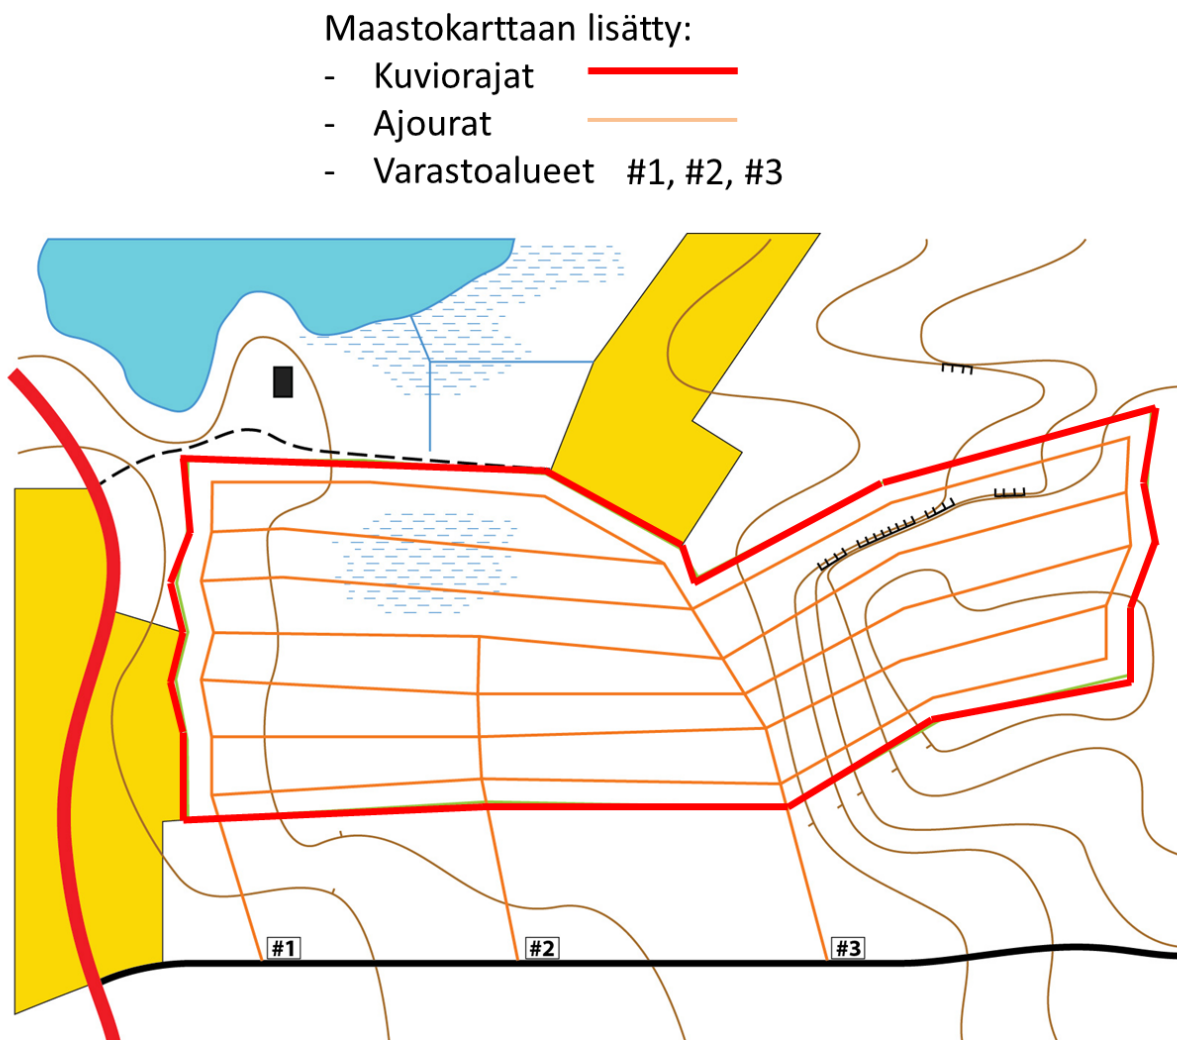 Maastokarttaan lisätty:
- Kuviorajat
- Ajourat
- Varastoalueet #1, #2, #3
#1
#2
#3